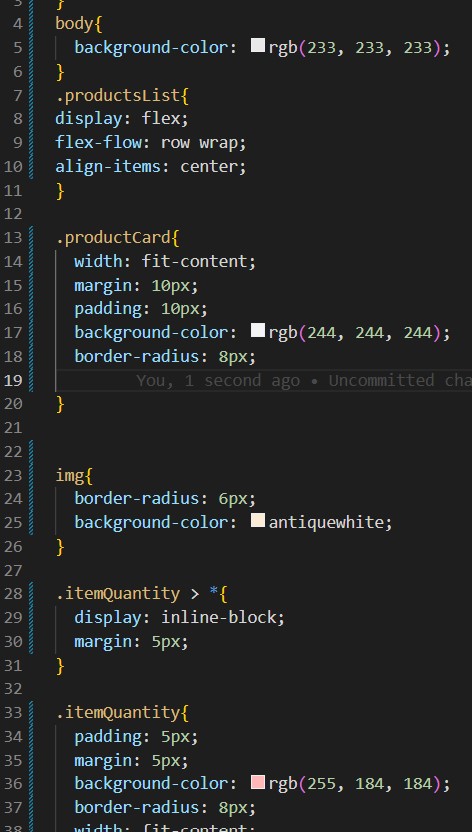 3 }
4 body{
5 background-color: rgb(233, 233, 233);
6 }
7 .productsList{
8 display: flex;
9 flex-flow: row wrap;
10 align-items: center;
11 }
12
13 .productCard{
14 width: fit-content;
15 margin: 10px;
16 padding: 10px;
17 background-color: rgb(244, 244, 244);
18 border-radius: 8px;
19 You, 1 second ago • Uncommitted cha
20 }
21
22
23 img{
24 border-radius: 6px;
25 background-color: antiquewhite;
26 }
27
28 .itemQuantity > *{
29 display: inline-block;
30 margin: 5px;
31 }
32
33 .itemQuantity{
34 padding: 5px;
35 margin: 5px;
36 background-color: rgb(255, 184, 184);
37 border-radius: 8px;
38 width: fit-content;